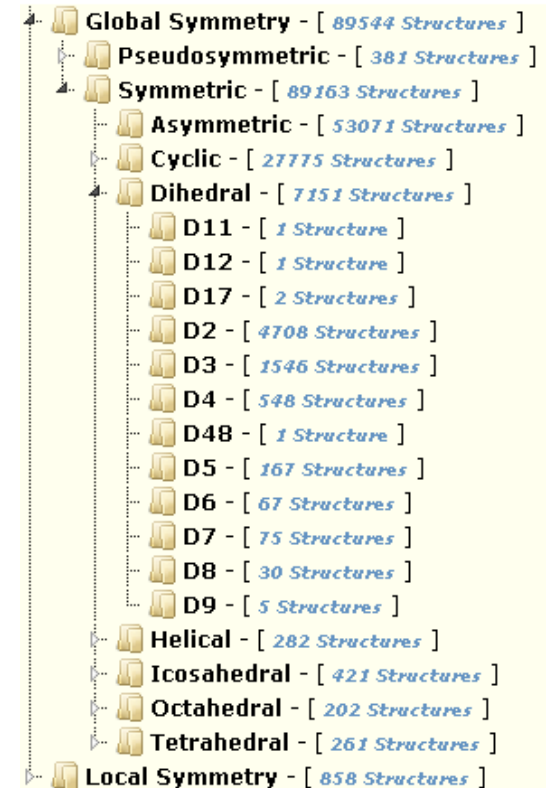 Global Symmetry - [ 89544 Structures ]
Pseudosymmetric - [ 381 Structures ]
Symmetric - [ 89163 Structures ]
Asymmetric - [ 53071 Structures ]
Cyclic - [ 27775 Structures ]
Dihedral - [ 7151 Structures ]
D11 - [ 1 Structure ]
D12 - [ 1 Structure ]
D17 - [ 2 Structures ]
D2 - [ 4708 Structures ]
D3 - [ 1546 Structures ]
D4 - [ 548 Structures ]
D48 - [ 1 Structure ]
D5 - [ 167 Structures ]
D6 - [ 67 Structures ]
D7 - [ 75 Structures ]
D8 - [ 30 Structures ]
D9 - [ 5 Structures ]
Helical - [ 282 Structures ]
Icosahedral - [ 421 Structures ]
Octahedral - [ 202 Structures ]
Tetrahedral - [ 261 Structures ]
Local Symmetry - [ 858 Structures ]